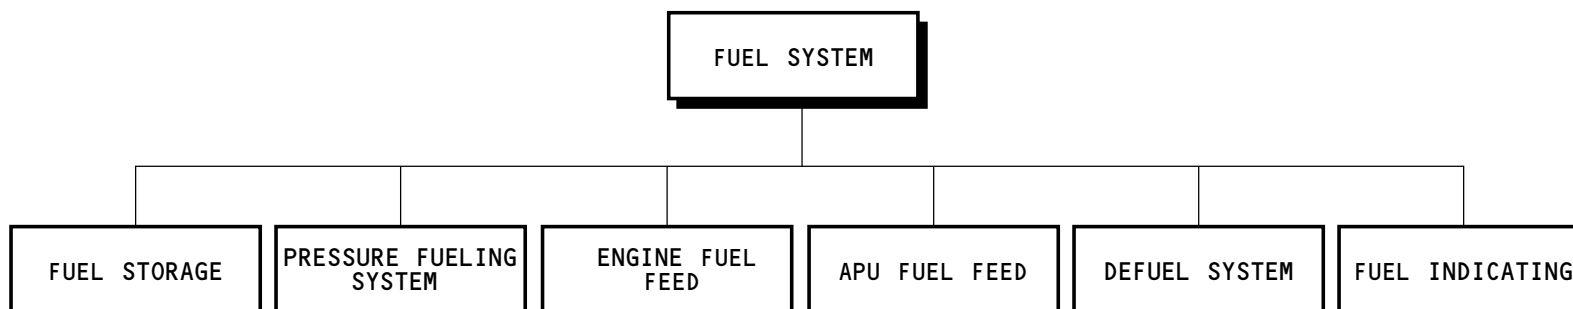 FUEL SYSTEM
FUEL STORAGE
PRESSURE FUELING
SYSTEM
ENGINE FUEL
FEED
APU FUEL FEED
DEFUEL SYSTEM
FUEL INDICATING